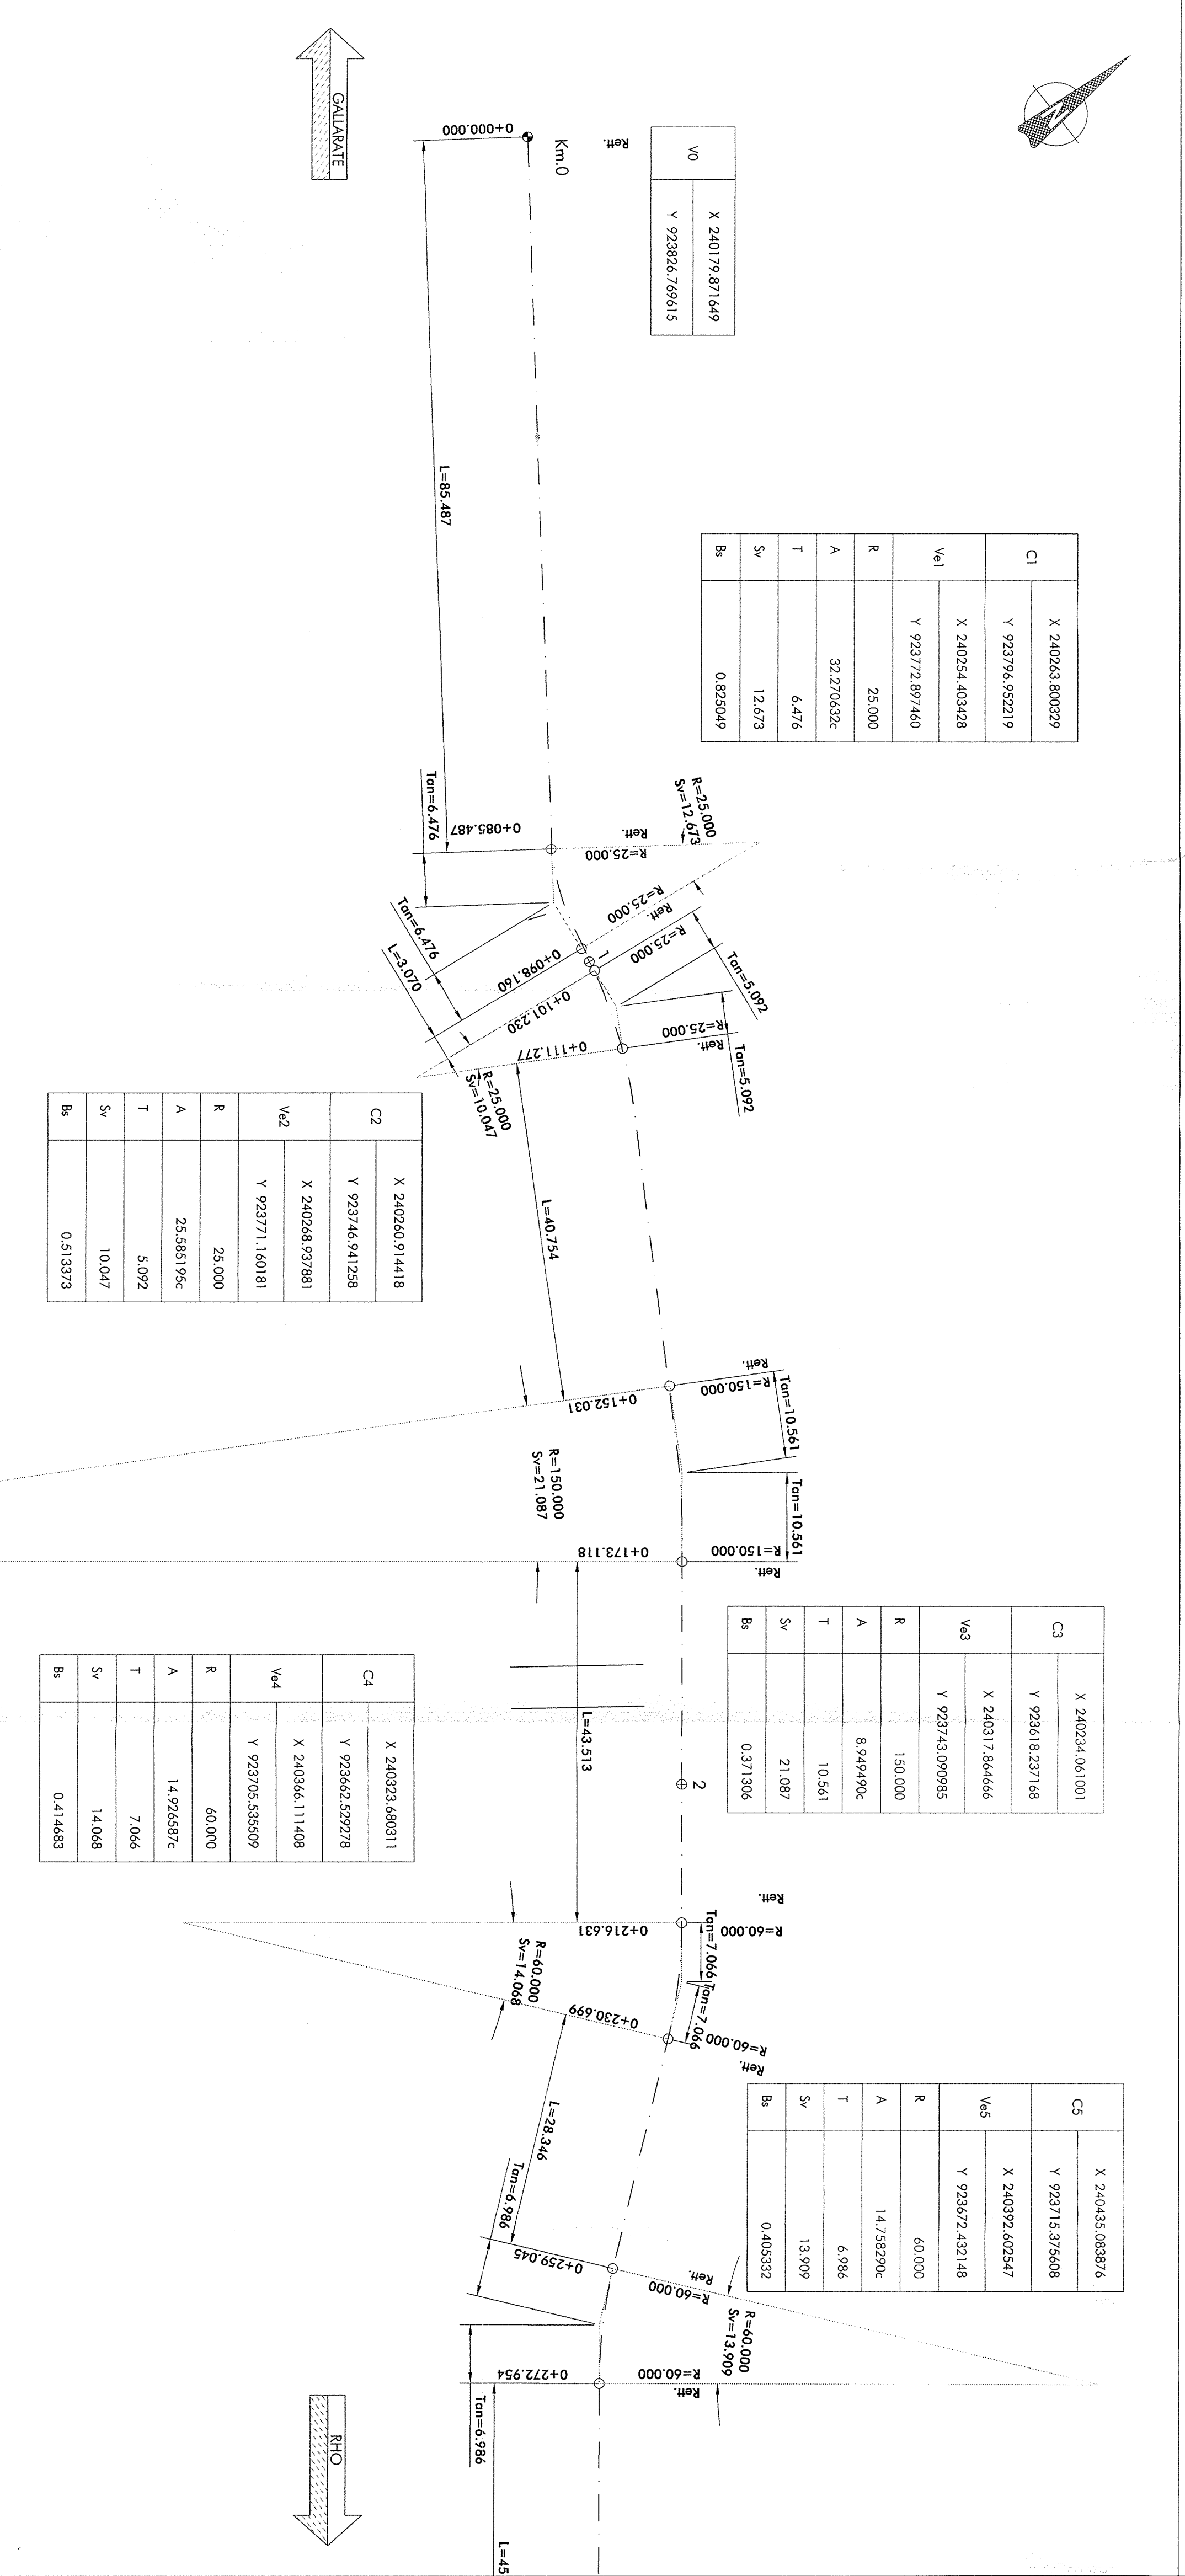 GALLARATE
N
0+000.000
Km.0
Rett.
V0
X 240179.871649
Y 923826.769615
L=85.487
C1
X 240263.800329
Y 923796.952219
Ve1
X 240254.403428
Y 923772.897460
R 25.000
A 32.270632c
T 6.476
Sv 12.673
Bs 0.825049
Tan=6.476
0+085.487
Rett.
R=25.000
R=25.000
Sv=12.673
Tan=6.476
L=3.070
0+098.160
R=25.000
Rett.
1
0+101.230
R=25.000
Tan=5.092
0+111.277
R=25.000
Rett.
Tan=5.092
R=25.000
Sv=10.047
C2
X 240260.914418
Y 923746.941258
Ve2
X 240268.937881
Y 923771.160181
R 25.000
A 25.585195c
T 5.092
Sv 10.047
Bs 0.513373
L=40.754
Rett.
R=150.000
0+152.031
Tan=10.561
R=150.000
Sv=21.087
Tan=10.561
0+173.118
R=150.000
Rett.
C3
X 240234.061001
Y 923618.237168
Ve3
X 240317.864666
Y 923743.090985
R 150.000
A 8.949490c
T 10.561
Sv 21.087
Bs 0.371306
L=43.513
2
C4
X 240323.680311
Y 923662.529278
Ve4
X 240366.111408
Y 923705.535509
R 60.000
A 14.926587c
T 7.066
Sv 14.068
Bs 0.414683
Rett.
R=60.000
0+216.631
Tan=7.066
R=60.000
Sv=14.068
Tan=7.066
0+230.699
R=60.000
Rett.
C5
X 240435.083876
Y 923715.375608
Ve5
X 240392.602547
Y 923672.432148
R 60.000
A 14.758290c
T 6.986
Sv 13.909
Bs 0.405332
L=28.346
Tan=6.986
0+259.045
Rett.
R=60.000
R=60.000
Sv=13.909
0+272.954
R=60.000
Rett.
Tan=6.986
RHO
L=45